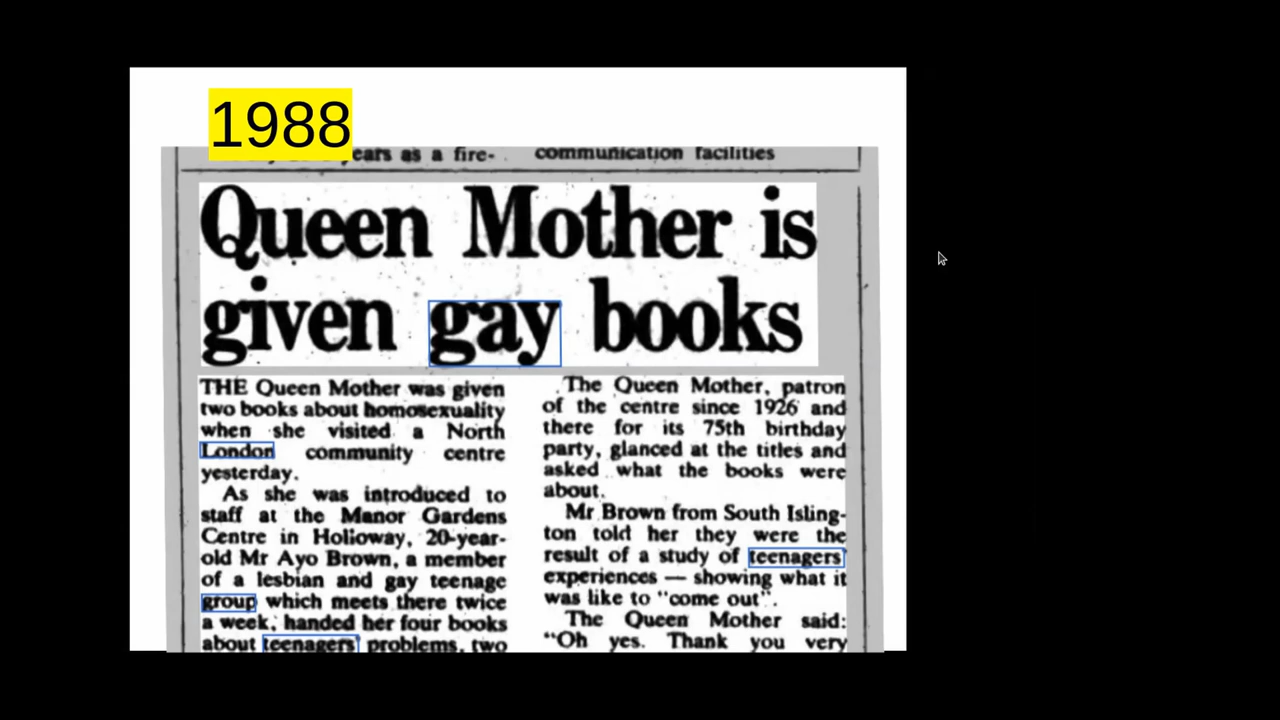 1988
ears as a fire-
communication facilities
Queen Mother is
given gay books
THE Queen Mother was given
two books about homosexuality
when she visited a North
London community centre
yesterday.
As she was introduced to
staff at the Manor Gardens
Centre in Holloway, 20-year-
old Mr Ayo Brown, a member
of a lesbian and gay teenage
group which meets there twice
a week, handed her four books
about teenagers' problems, two
The Queen Mother, patron
of the centre since 1926 and
there for its 75th birthday
party, glanced at the titles and
asked what the books were
about.
Mr Brown from South Isling-
ton told her they were the
result of a study of teenagers'
experiences — showing what it
was like to "come out".
The Queen Mother said:
"Oh yes. Thank you very